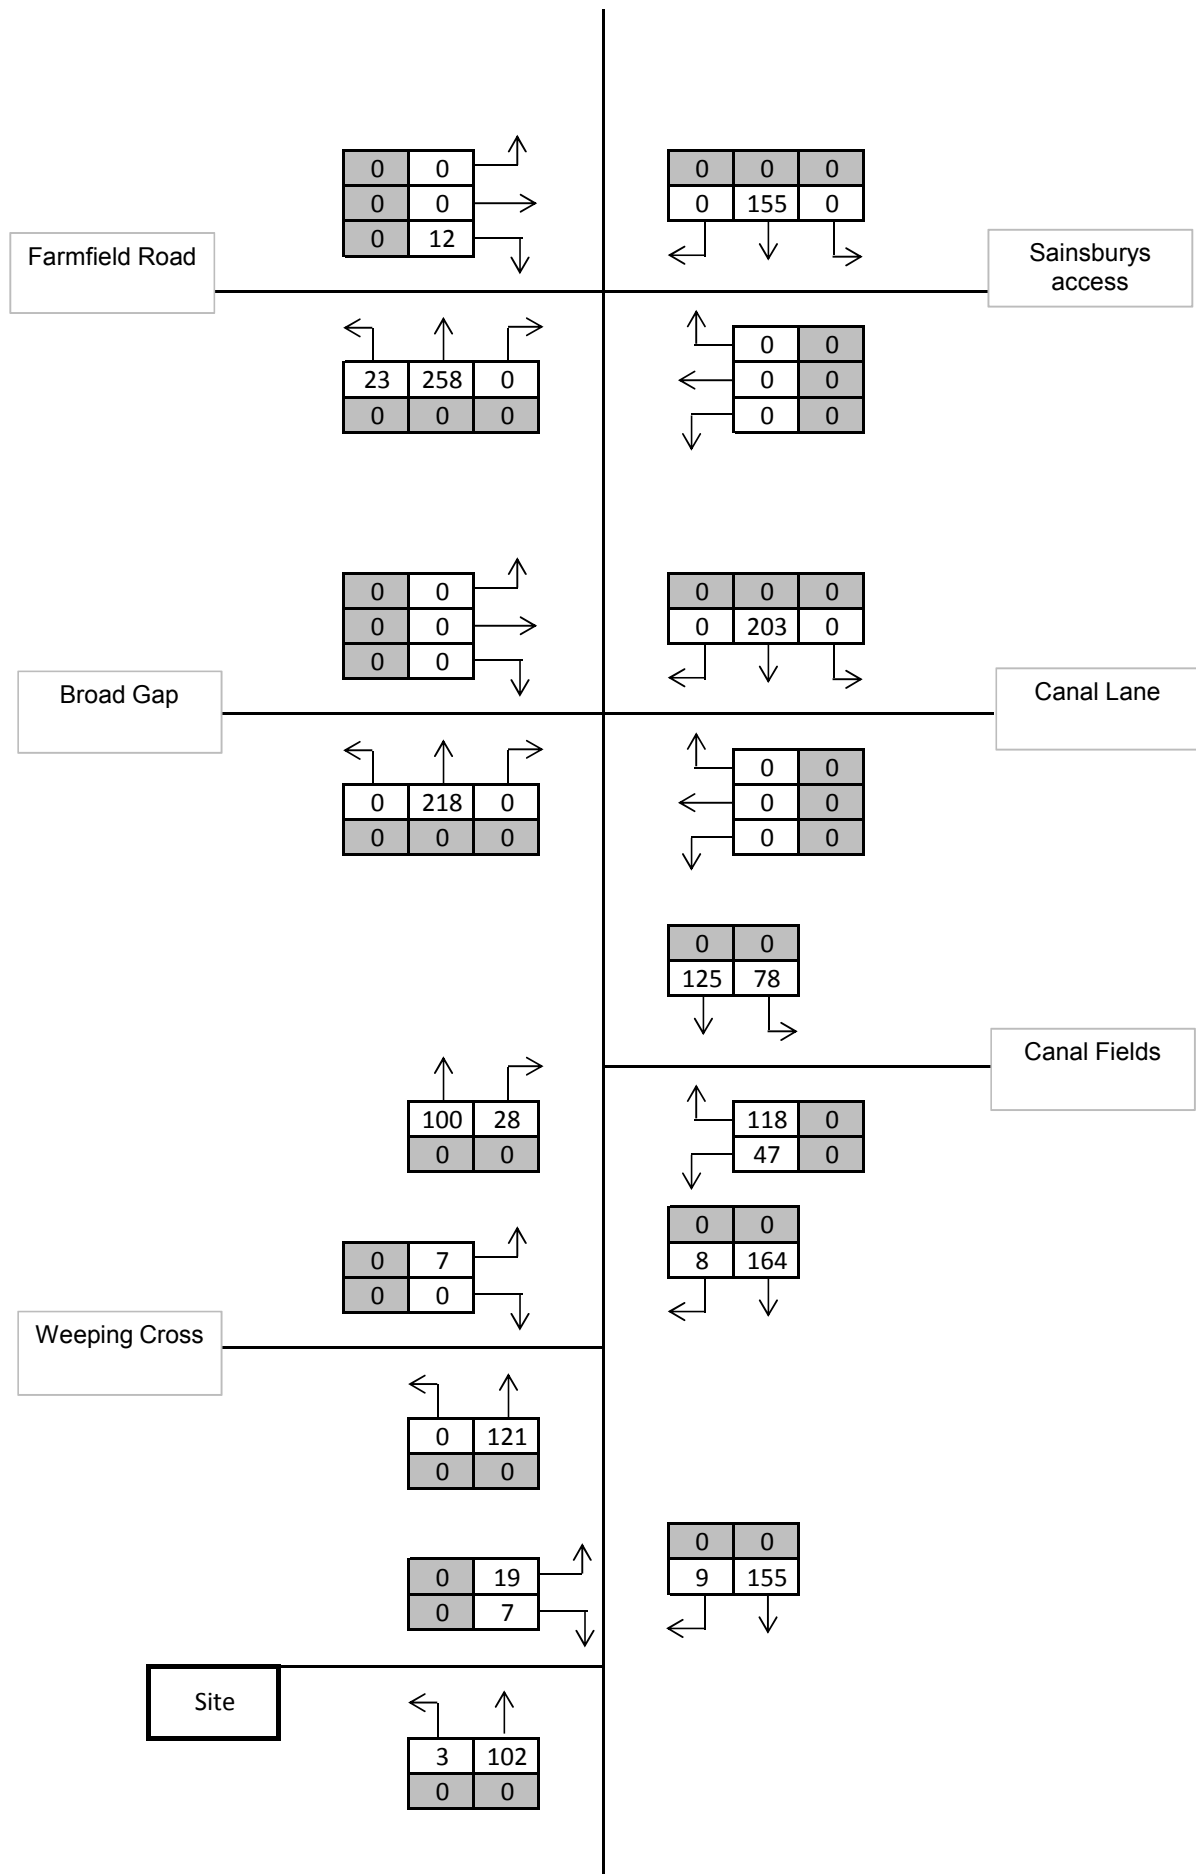 0 0
0 0
0 12
0 0 0
0 155 0
Farmfield Road
Sainsburys
access
23 258 0
0 0 0
0 0
0 0
0 0
0 0
0 0
0 0
0 0 0
0 203 0
Broad Gap
Canal Lane
0 218 0
0 0 0
0 0
0 0
0 0
0 0
125 78
Canal Fields
100 28
0 0
118 0
47 0
0 0
8 164
0 7
0 0
Weeping Cross
0 121
0 0
0 0
9 155
0 19
0 7
Site
3 102
0 0